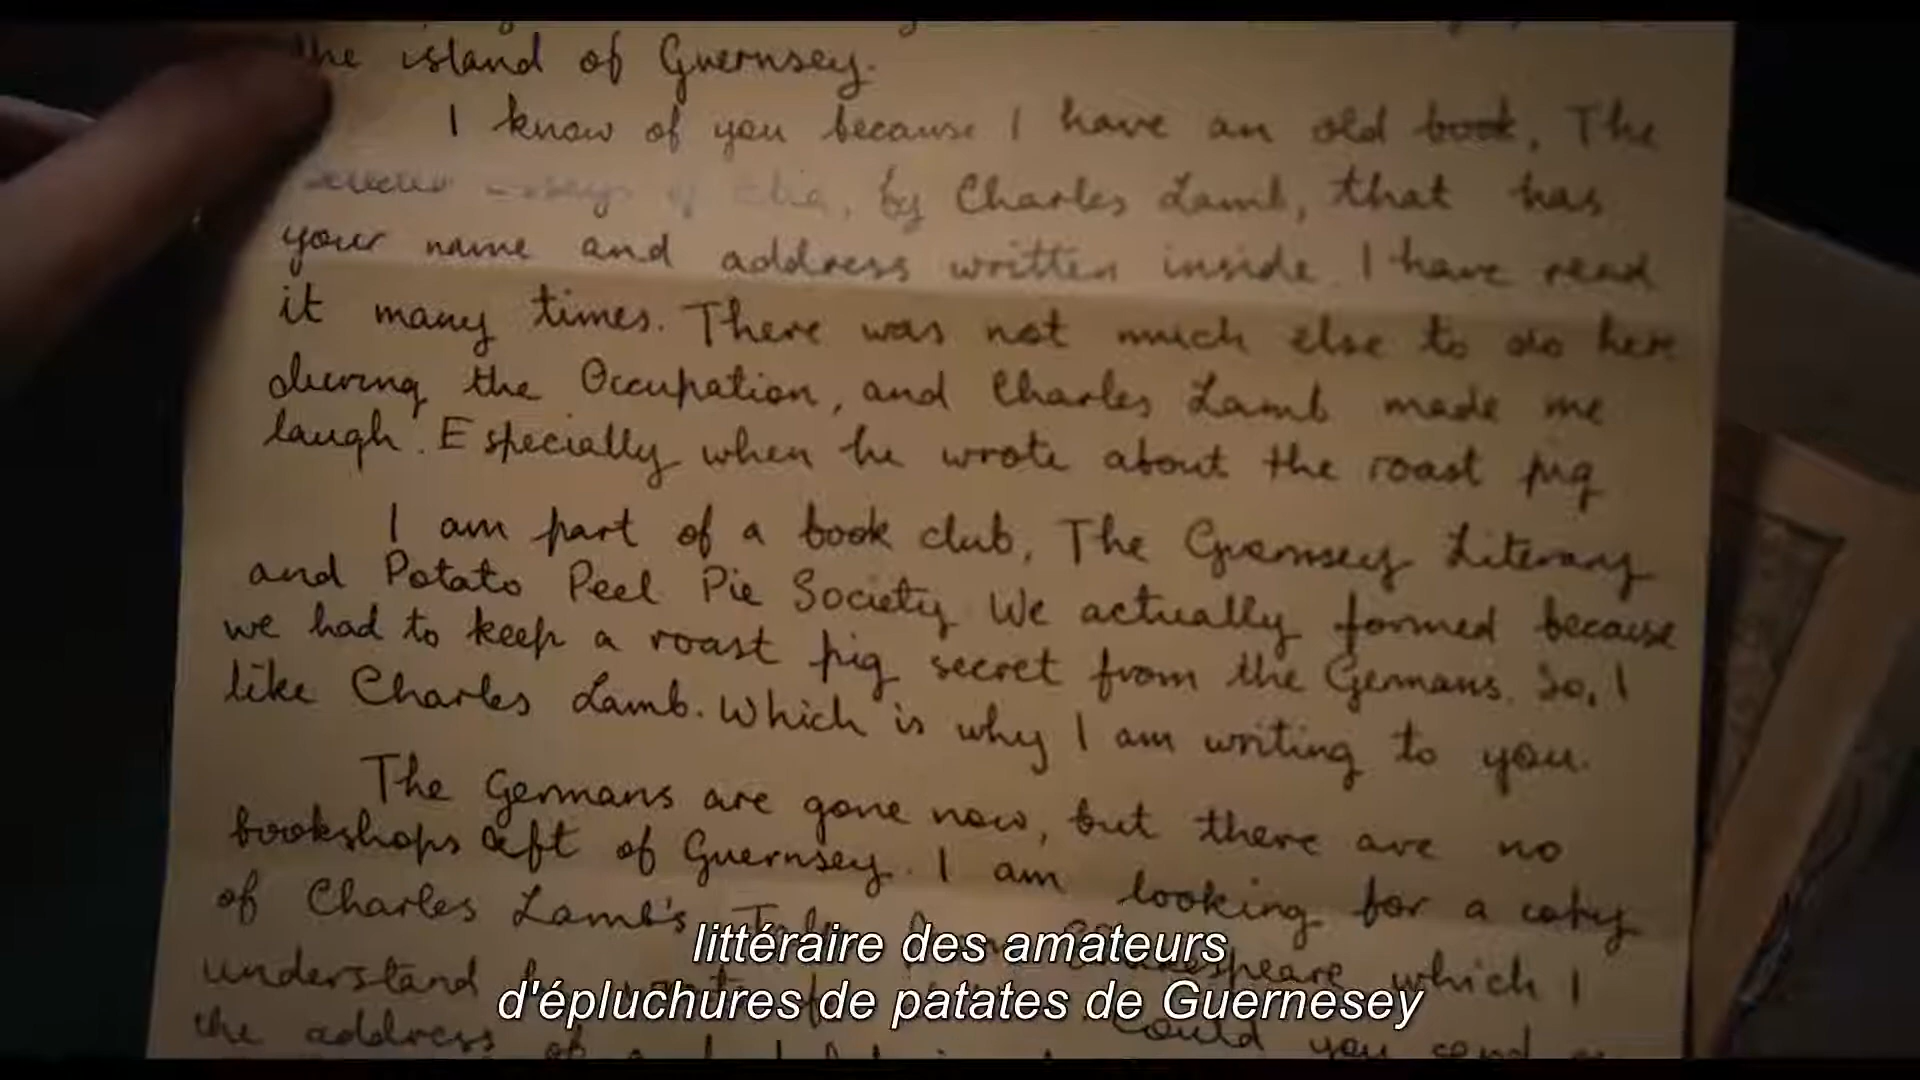 the island of Guernsey.
I know of you because I have an old book, The
Essays of Elia, by Charles Lamb, that has
your name and address written inside. I have read
it many times. There was not much else to do here
during the Occupation, and Charles Lamb made me
laugh. Especially when he wrote about the roast pig
I am part of a book club, The Guernsey Literary
and Potato Peel Pie Society We actually formed because
we had to keep a roast pig secret from the Germans. So, I
like Charles Lamb. Which is why I am writing to you.
The Germans are gone now, but there are no
bookshops left of Guernsey. I am looking for a copy
of Charles Lamb's Shakespeare which I
understand
the address of a Could you send
littéraire des amateurs
d'épluchures de patates de Guernesey